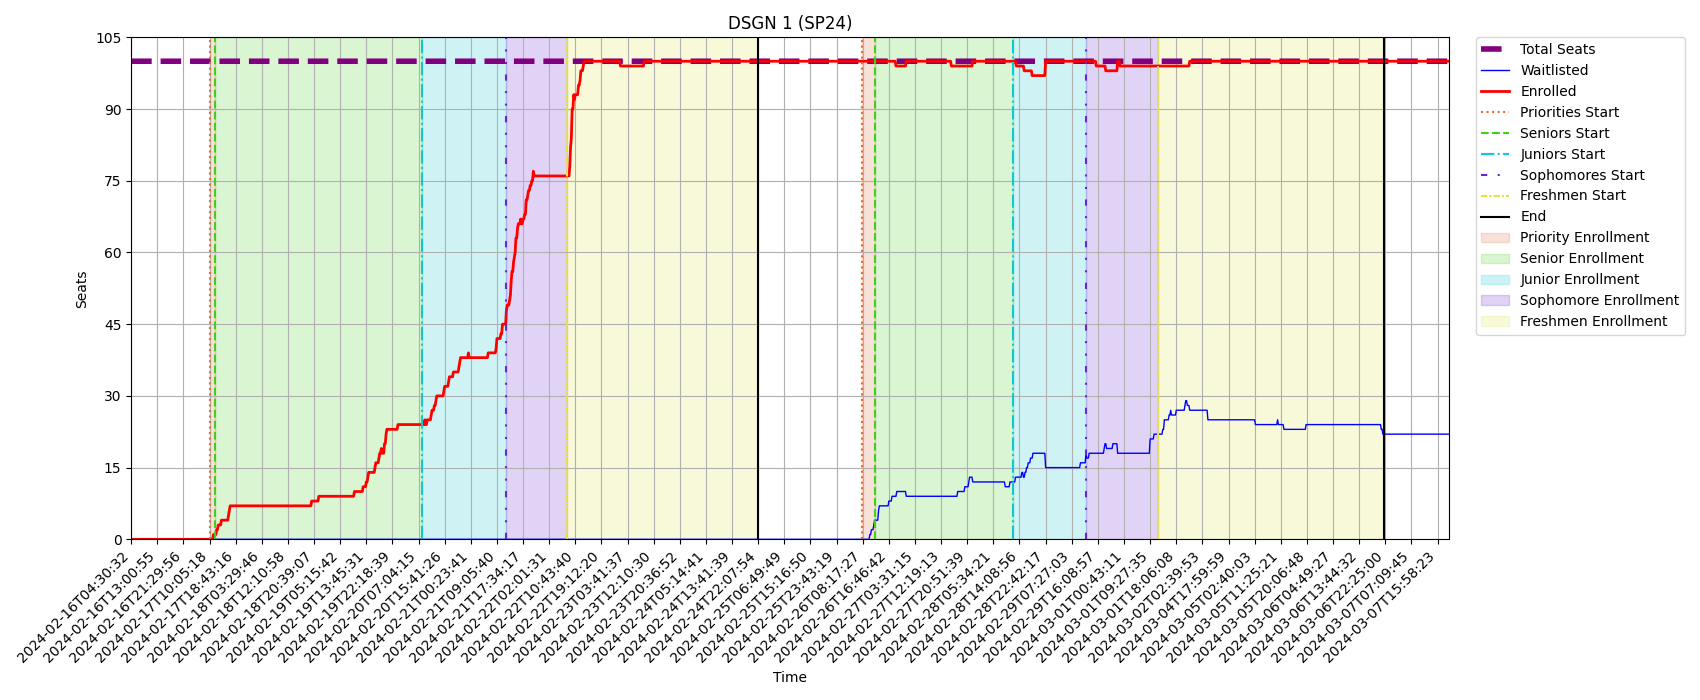 DSGN 1 (SP24)
105
90
75
60
45
30
15
0
Seats
2024-02-16T04:30:32
2024-02-16T13:00:55
2024-02-16T21:29:56
2024-02-17T10:05:18
2024-02-17T18:43:16
2024-02-18T03:29:46
2024-02-18T12:10:58
2024-02-18T20:39:07
2024-02-19T05:15:42
2024-02-19T13:45:31
2024-02-19T22:18:39
2024-02-20T07:04:15
2024-02-20T15:41:26
2024-02-21T00:23:41
2024-02-21T09:05:40
2024-02-21T17:34:17
2024-02-22T02:01:31
2024-02-22T10:43:40
2024-02-22T19:12:20
2024-02-23T03:41:37
2024-02-23T12:10:30
2024-02-23T20:36:52
2024-02-24T05:14:41
2024-02-24T13:41:39
2024-02-24T22:07:54
2024-02-25T06:49:49
2024-02-25T15:16:50
2024-02-25T23:43:19
2024-02-26T08:17:27
2024-02-26T16:46:42
2024-02-27T03:31:15
2024-02-27T12:19:13
2024-02-27T20:51:39
2024-02-28T05:34:21
2024-02-28T14:08:56
2024-02-28T22:42:17
2024-02-29T07:27:03
2024-02-29T16:08:57
2024-03-01T00:43:11
2024-03-01T09:27:35
2024-03-01T18:06:08
2024-03-02T02:39:53
2024-03-04T17:59:59
2024-03-05T02:40:03
2024-03-05T11:25:21
2024-03-05T20:06:48
2024-03-06T04:49:27
2024-03-06T13:44:32
2024-03-06T22:25:00
2024-03-07T07:09:45
2024-03-07T15:58:23
Time
Total Seats
Waitlisted
Enrolled
Priorities Start
Seniors Start
Juniors Start
Sophomores Start
Freshmen Start
End
Priority Enrollment
Senior Enrollment
Junior Enrollment
Sophomore Enrollment
Freshmen Enrollment